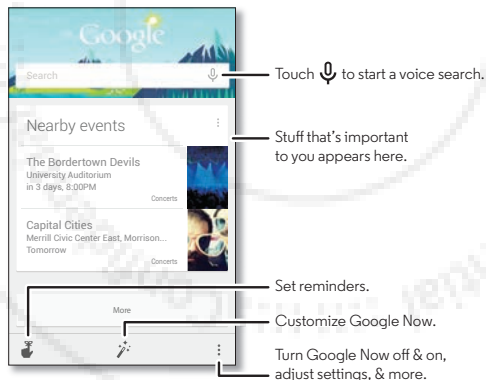 Google
Search
Touch to start a voice search.
Nearby events
Stuff that's important
to you appears here.
The Bordertown Devils
University Auditorium
in 3 days, 8:00PM
Concerts
Capital Cities
Merrill Civic Center East, Morrison...
Tomorrow
Concerts
More
Set reminders.
Customize Google Now.
Turn Google Now off & on,
adjust settings, & more.